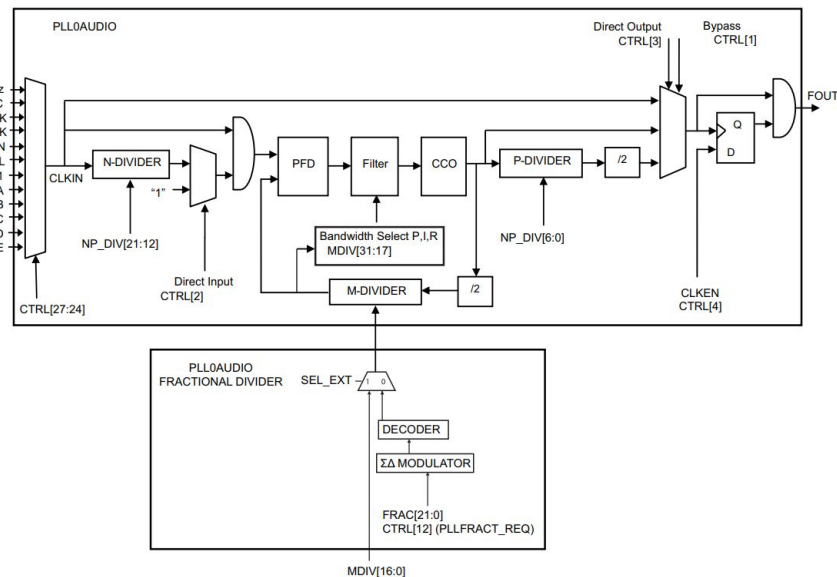 PLL0AUDIO
Direct Output
CTRL[3]
Bypass
CTRL[1]
FOUT
Z
C
K
K
N
L
1
A
B
C
D
E
CLKIN
N-DIVIDER
"1"
PFD
Filter
CCO
P-DIVIDER
/2
Q
D
NP_DIV[21:12]
Bandwidth Select P,I,R
MDIV[31:17]
NP_DIV[6:0]
Direct Input
CTRL[2]
M-DIVIDER
/2
CLKEN
CTRL[4]
CTRL[27:24]
PLL0AUDIO
FRACTIONAL DIVIDER
SEL_EXT
1 0
DECODER
ΣΔ MODULATOR
FRAC[21:0]
CTRL[12] (PLLFRACT_REQ)
MDIV[16:0]